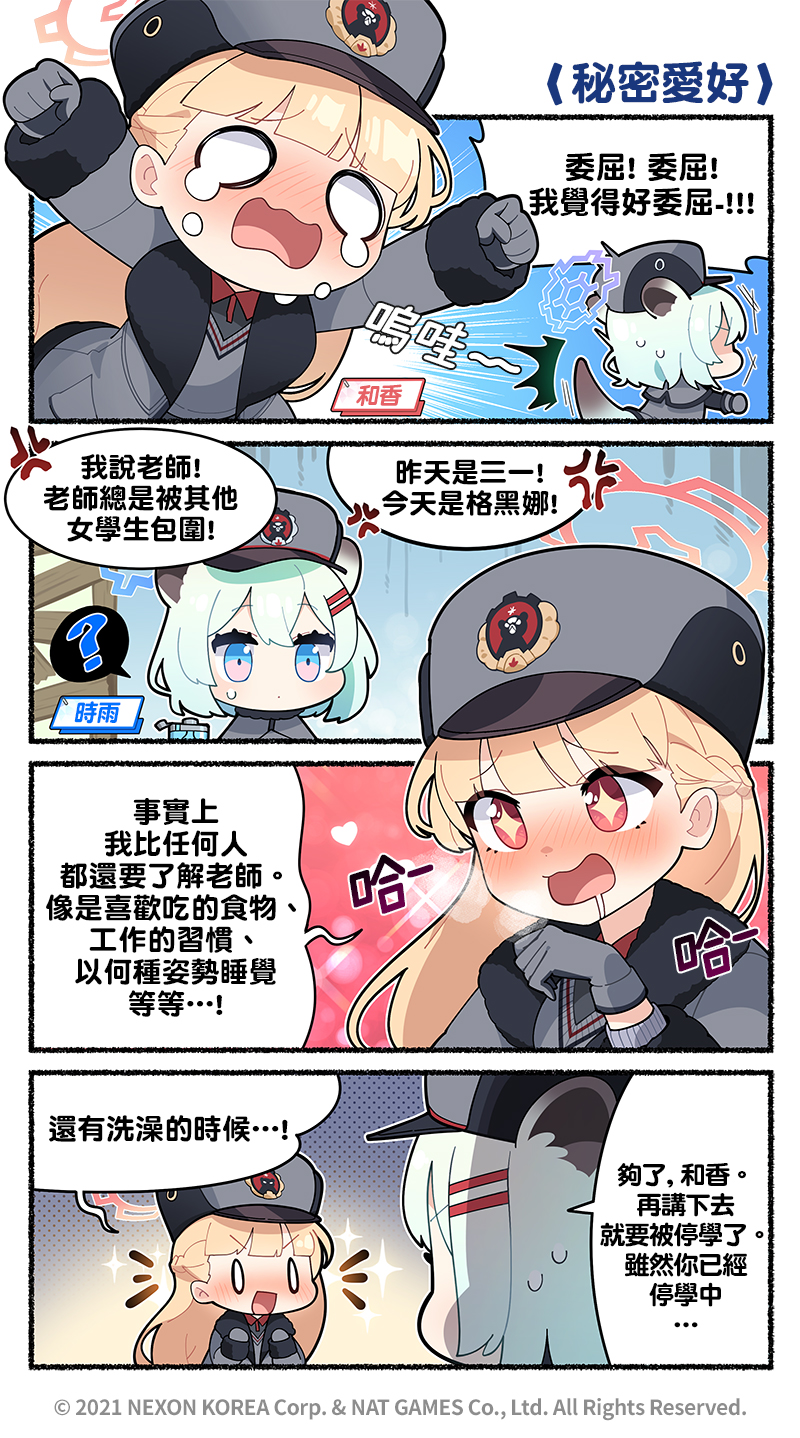 《秘密愛好》
委屈! 委屈!
我覺得好委屈-!!!
嗚哇～
和香
我說老師!
老師總是被其他
女學生包圍!
昨天是三一!
今天是格黑娜!
?
時雨
事實上
我比任何人
都還要了解老師。
像是喜歡吃的食物、
工作的習慣、
以何種姿勢睡覺
等等⋯!
哈-
哈-
還有洗澡的時候⋯!
夠了, 和香。
再講下去
就要被停學了。
雖然你已經
停學中
⋯
© 2021 NEXON KOREA Corp. & NAT GAMES Co., Ltd. All Rights Reserved.